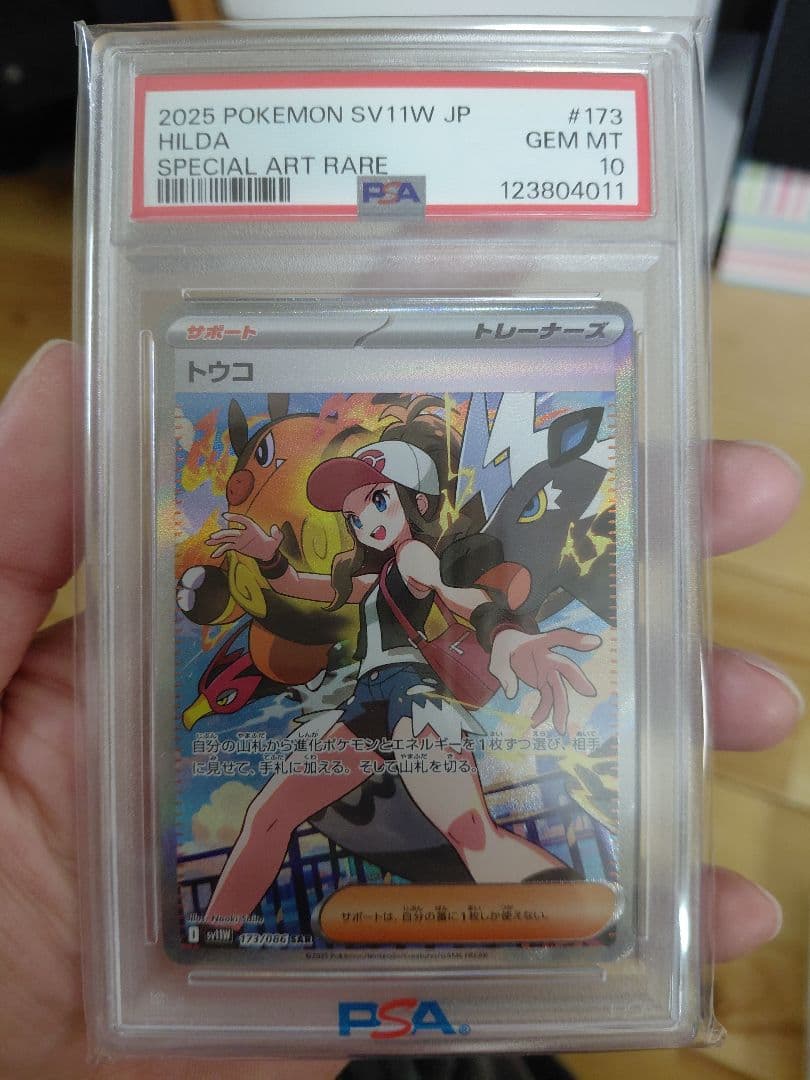 2025 POKEMON SV11W JP #173
HILDA GEM MT
SPECIAL ART RARE 10
PSA 123804011
サポート トレーナーズ
トウコ
自分の山札から進化ポケモンとエネルギーを1枚ずつ選び、相手
に見せて、手札に加える。そして山札を切る。
サポートは、自分の番に1枚しか使えない。
Illus. Naoki Saito
sv11W 173/086 SAR
PSA